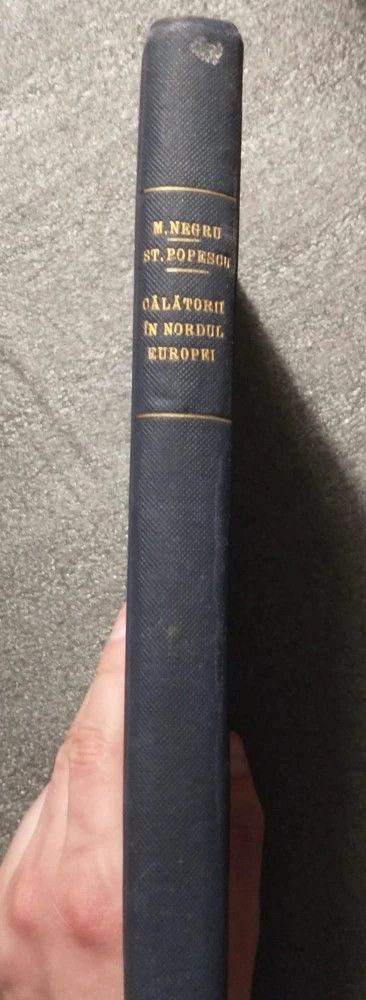 M. NEGRU
ST. POPESCU
CĂLĂTORII
ÎN NORDUL
EUROPEI